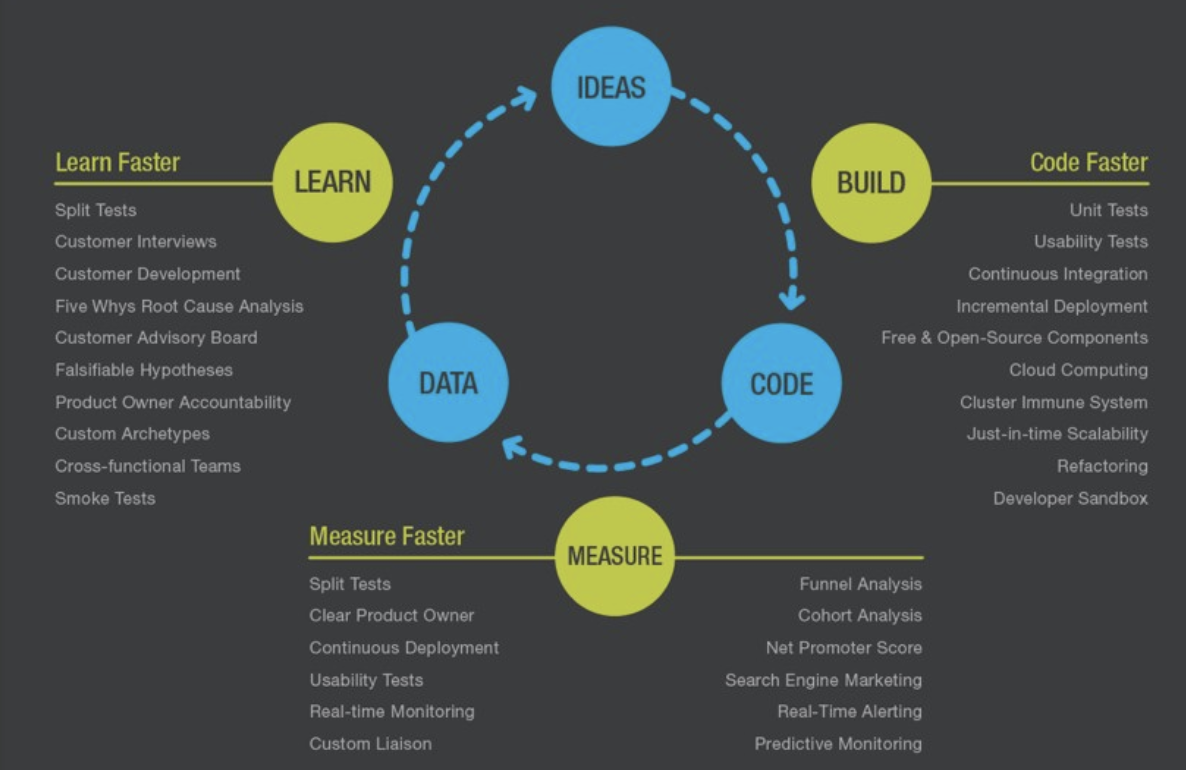 IDEAS
Learn Faster
LEARN
BUILD
Code Faster
Split Tests
Customer Interviews
Customer Development
Five Whys Root Cause Analysis
Customer Advisory Board
Falsifiable Hypotheses
Product Owner Accountability
Custom Archetypes
Cross-functional Teams
Smoke Tests
Unit Tests
Usability Tests
Continuous Integration
Incremental Deployment
Free & Open-Source Components
Cloud Computing
Cluster Immune System
Just-in-time Scalability
Refactoring
Developer Sandbox
DATA
CODE
Measure Faster
MEASURE
Split Tests
Clear Product Owner
Continuous Deployment
Usability Tests
Real-time Monitoring
Custom Liaison
Funnel Analysis
Cohort Analysis
Net Promoter Score
Search Engine Marketing
Real-Time Alerting
Predictive Monitoring